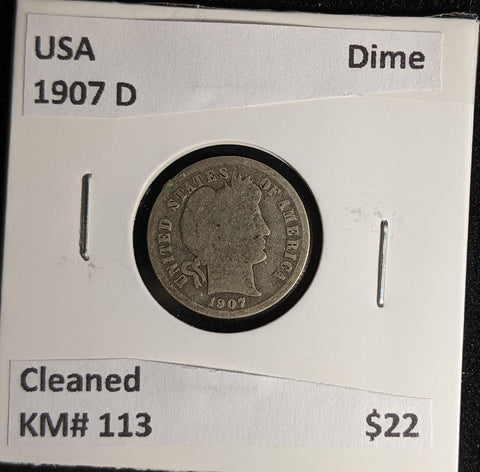 USA Dime
1907 D
UNITED STATES OF AMERICA
1907
Cleaned
KM# 113 $22